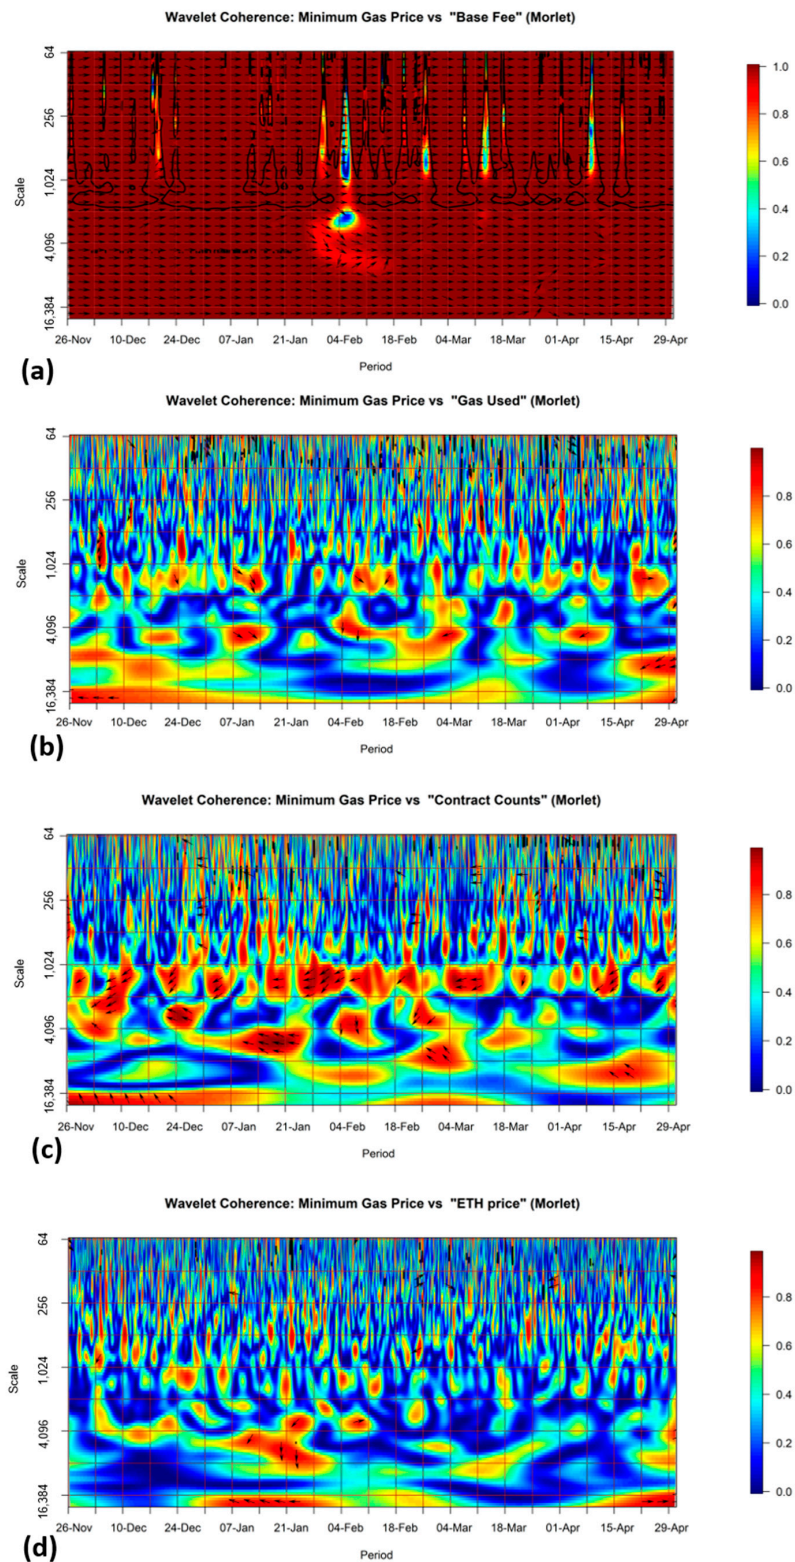 Wavelet Coherence: Minimum Gas Price vs "Base Fee" (Morlet)
64
256
1,024
4,096
16,384
Scale
26-Nov 10-Dec 24-Dec 07-Jan 21-Jan 04-Feb 18-Feb 04-Mar 18-Mar 01-Apr 15-Apr 29-Apr
Period
1.0
0.8
0.6
0.4
0.2
0.0
(a)
Wavelet Coherence: Minimum Gas Price vs "Gas Used" (Morlet)
64
256
1,024
4,096
16,384
Scale
26-Nov 10-Dec 24-Dec 07-Jan 21-Jan 04-Feb 18-Feb 04-Mar 18-Mar 01-Apr 15-Apr 29-Apr
Period
0.8
0.6
0.4
0.2
0.0
(b)
Wavelet Coherence: Minimum Gas Price vs "Contract Counts" (Morlet)
64
256
1,024
4,096
16,384
Scale
26-Nov 10-Dec 24-Dec 07-Jan 21-Jan 04-Feb 18-Feb 04-Mar 18-Mar 01-Apr 15-Apr 29-Apr
Period
0.8
0.6
0.4
0.2
0.0
(c)
Wavelet Coherence: Minimum Gas Price vs "ETH price" (Morlet)
64
256
1,024
4,096
16,384
Scale
26-Nov 10-Dec 24-Dec 07-Jan 21-Jan 04-Feb 18-Feb 04-Mar 18-Mar 01-Apr 15-Apr 29-Apr
Period
0.8
0.6
0.4
0.2
0.0
(d)